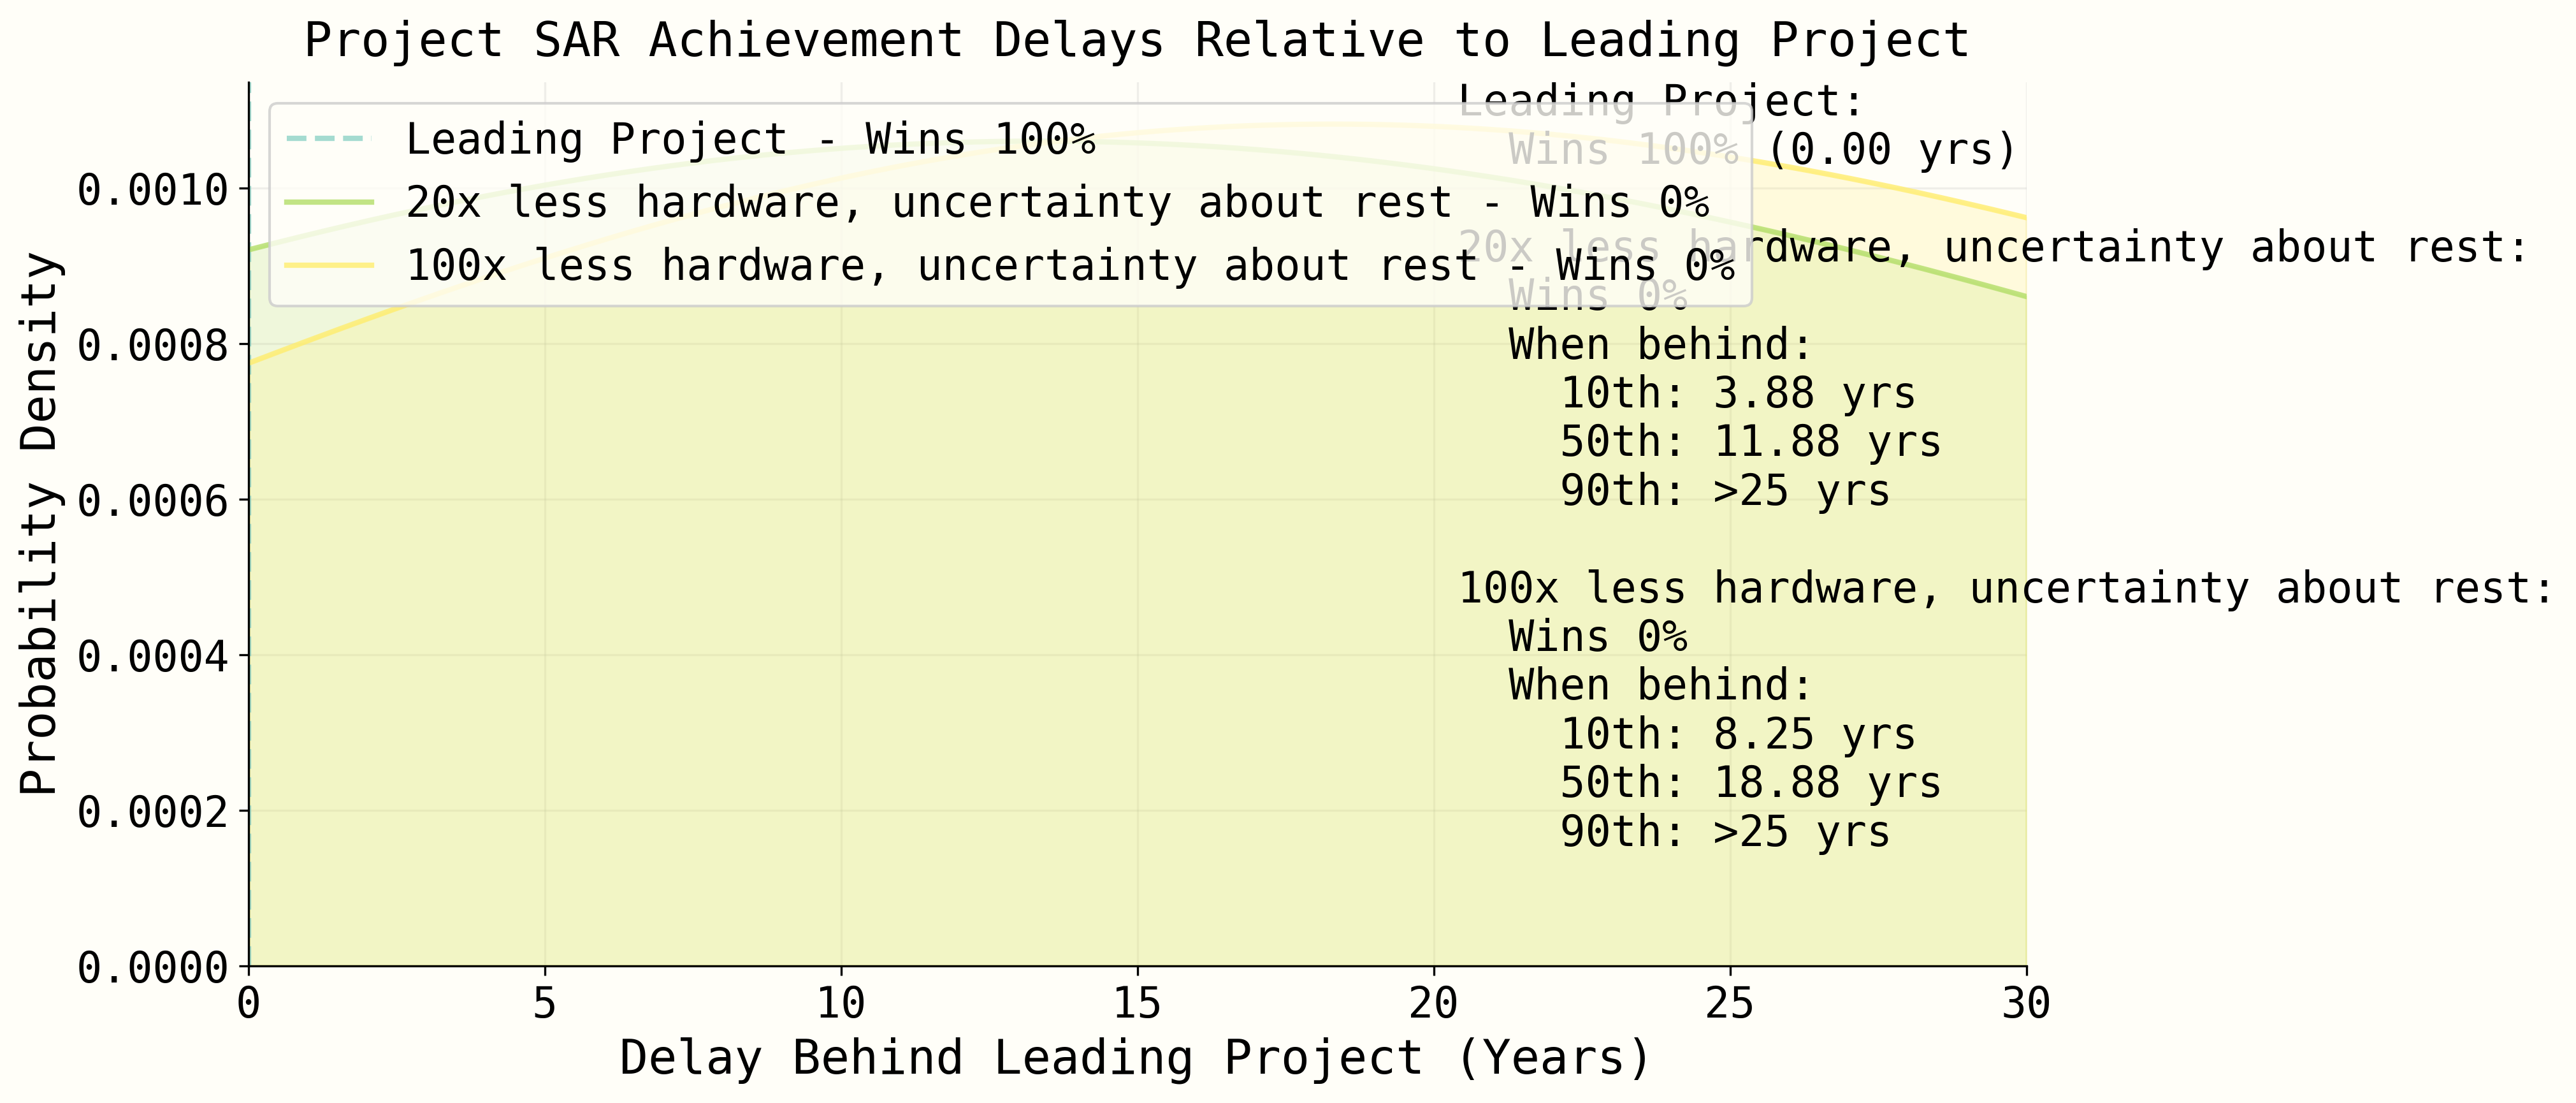 Project SAR Achievement Delays Relative to Leading Project
Leading Project - Wins 100%
20x less hardware, uncertainty about rest - Wins 0%
100x less hardware, uncertainty about rest - Wins 0%
Leading Project:
Wins 100% (0.00 yrs)
20x less hardware, uncertainty about rest:
Wins 0%
When behind:
10th: 3.88 yrs
50th: 11.88 yrs
90th: >25 yrs
100x less hardware, uncertainty about rest:
Wins 0%
When behind:
10th: 8.25 yrs
50th: 18.88 yrs
90th: >25 yrs
Probability Density
0.0010
0.0008
0.0006
0.0004
0.0002
0.0000
0 5 10 15 20 25 30
Delay Behind Leading Project (Years)